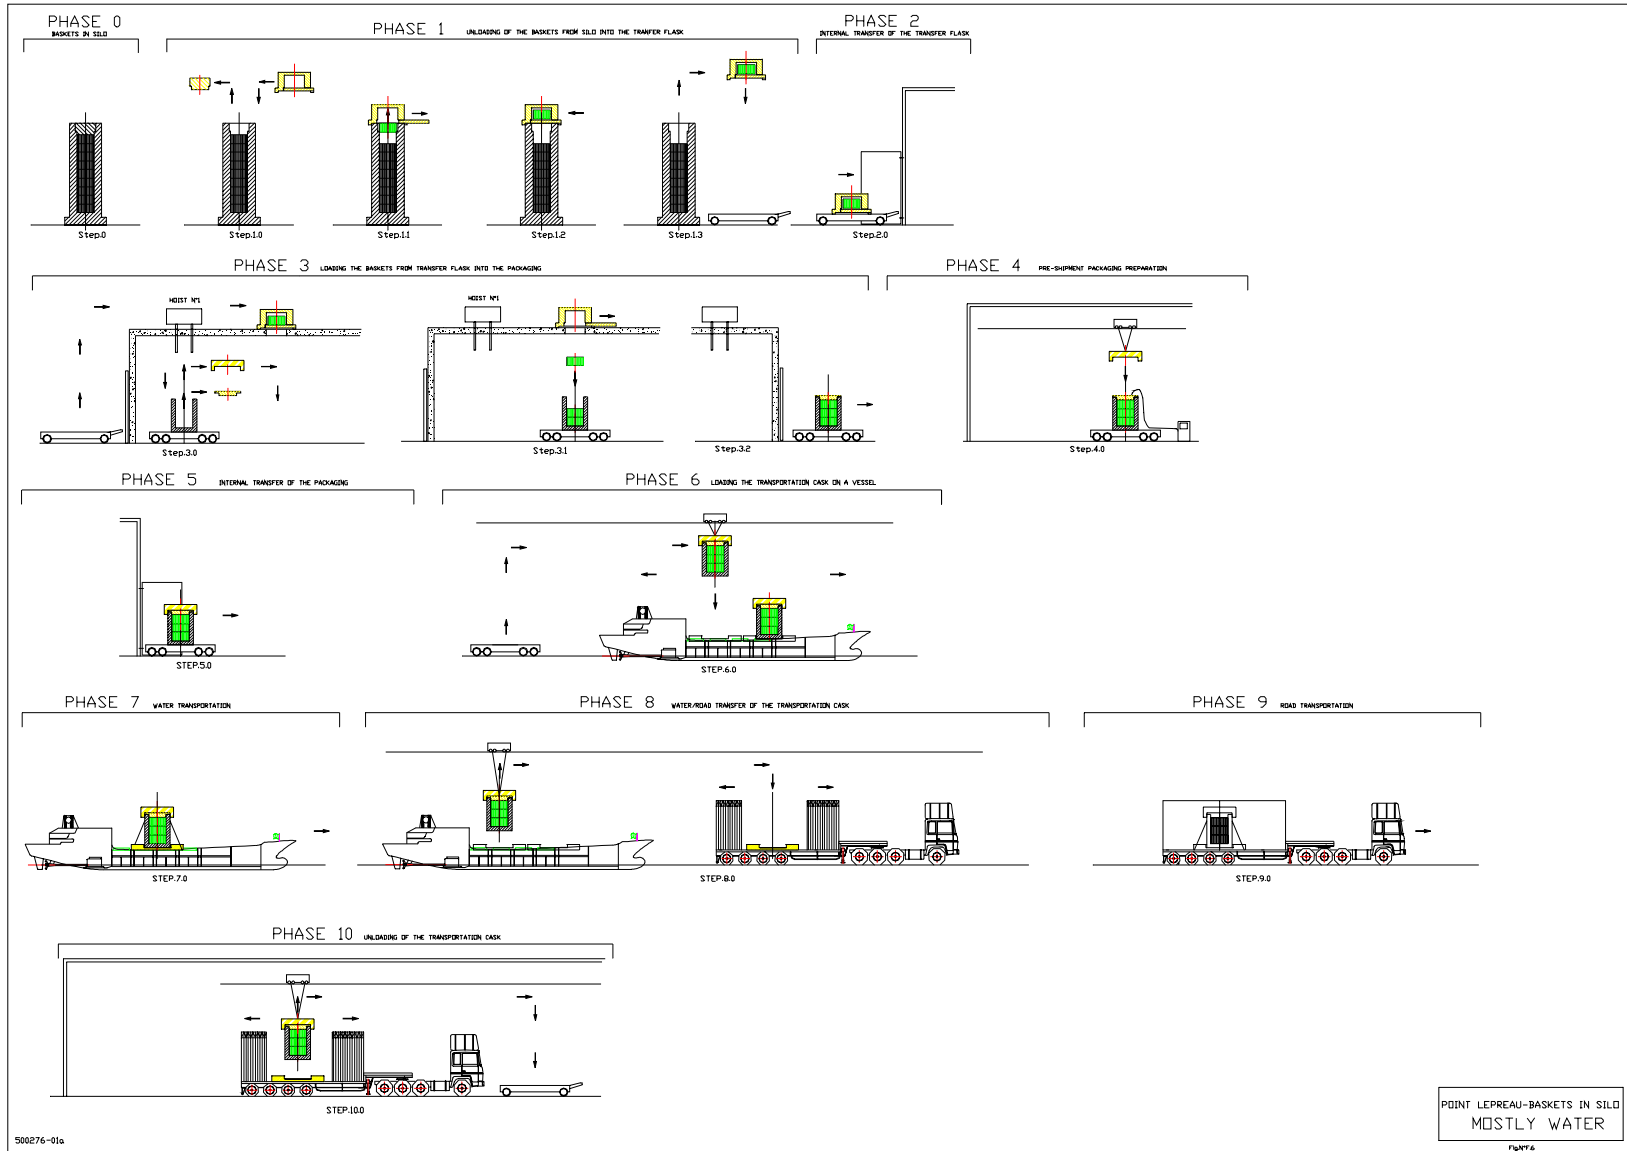 PHASE 0
BASKETS IN SILO
PHASE 1 UNLOADING OF THE BASKETS FROM SILO INTO THE TRANFER FLASK
PHASE 2
INTERNAL TRANSFER OF THE TRANSFER FLASK
Step.0
Step.1.0
Step.1.1
Step.1.2
Step.1.3
Step.2.0
PHASE 3 LOADING THE BASKETS FROM TRANSFER FLASK INTO THE PACKAGING
PHASE 4 PRE-SHIPMENT PACKAGING PREPARATION
HOIST N°1
HOIST N°1
Step.3.0
Step.3.1
Step.3.2
Step.4.0
PHASE 5 INTERNAL TRANSFER OF THE PACKAGING
PHASE 6 LOADING THE TRANSPORTATION CASK ON A VESSEL
STEP.5.0
STEP.6.0
PHASE 7 WATER TRANSPORTATION
PHASE 8 WATER/ROAD TRANSFER OF THE TRANSPORTATION CASK
PHASE 9 ROAD TRANSPORTATION
STEP.7.0
STEP.8.0
STEP.9.0
PHASE 10 UNLOADING OF THE TRANSPORTATION CASK
STEP.10.0
POINT LEPREAU-BASKETS IN SILO
MOSTLY WATER
500276-01a
Fig.N°F.6